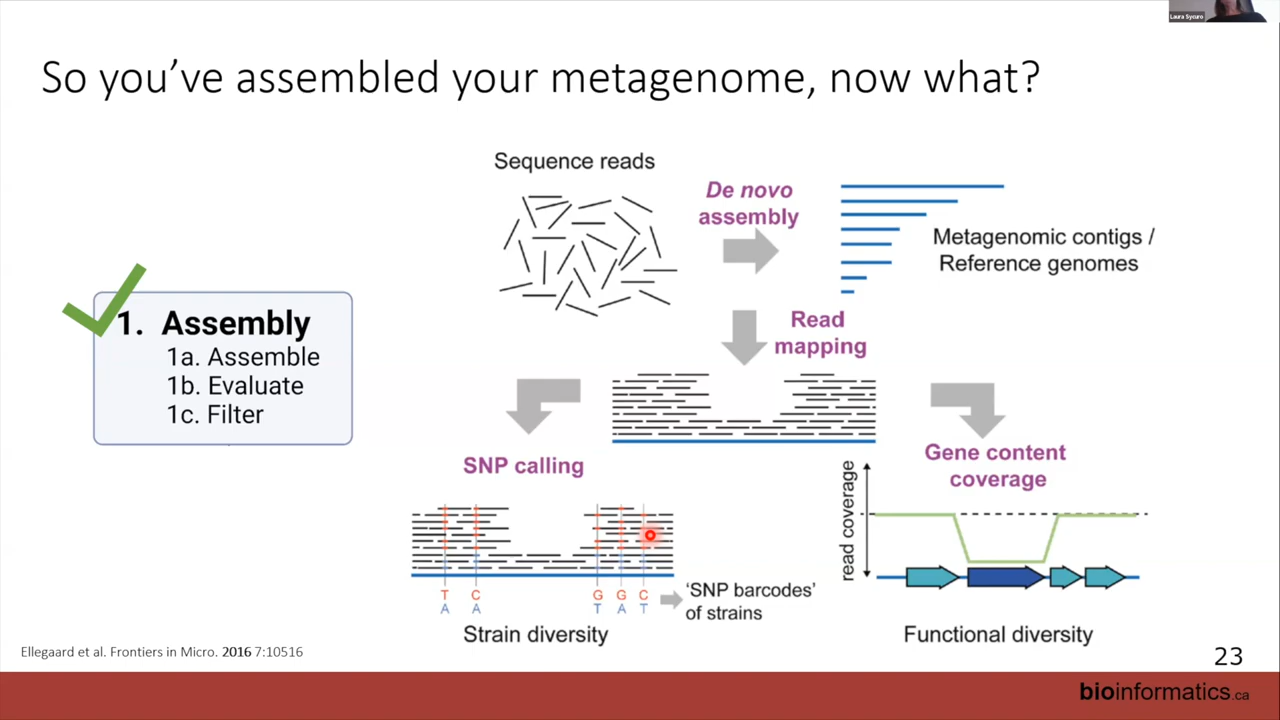 Laura Sycuro
So you’ve assembled your metagenome, now what?
Sequence reads
De novo
assembly
Metagenomic contigs /
Reference genomes
1. Assembly
1a. Assemble
1b. Evaluate
1c. Filter
Read
mapping
SNP calling
Gene content
coverage
read coverage
T C G G C
A A T A T
‘SNP barcodes’
of strains
Strain diversity
Functional diversity
Ellegaard et al. Frontiers in Micro. 2016 7:10516
23
bioinformatics.ca